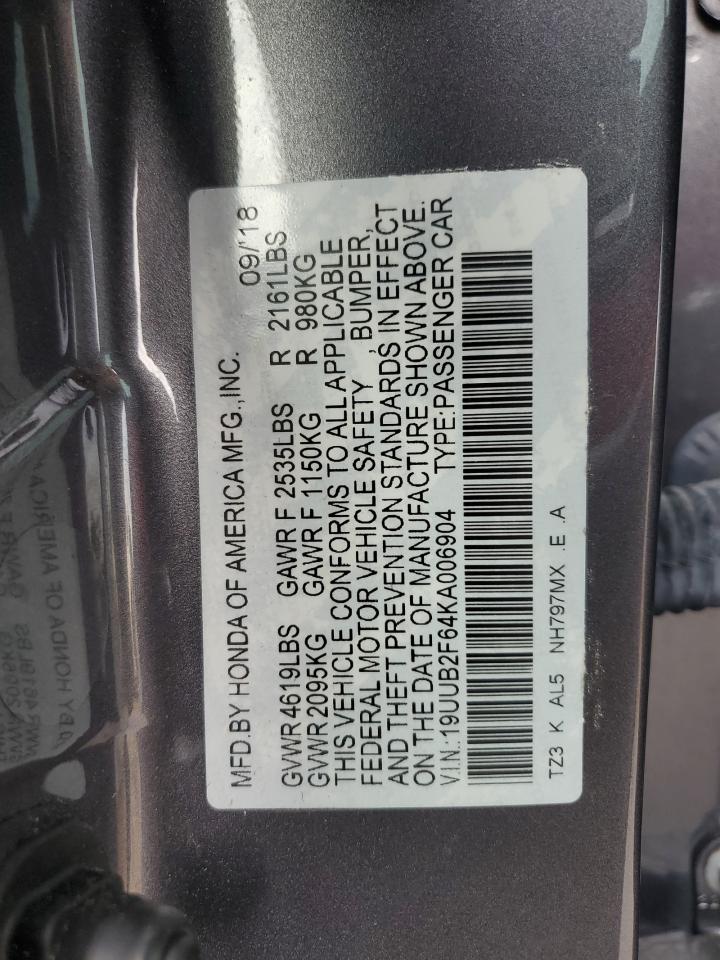 MFD.BY HONDA OF AMERICA MFG.,INC. 09/'18
GVWR 4619LBS GAWR F 2535LBS R 2161LBS
GVWR 2095KG GAWR F 1150KG R 980KG
THIS VEHICLE CONFORMS TO ALL APPLICABLE
FEDERAL MOTOR VEHICLE SAFETY , BUMPER,
AND THEFT PREVENTION STANDARDS IN EFFECT
ON THE DATE OF MANUFACTURE SHOWN ABOVE.
V.I.N.:19UUB2F64KA006904 TYPE:PASSENGER CAR
TZ3 K AL5 NH797MX .E .A